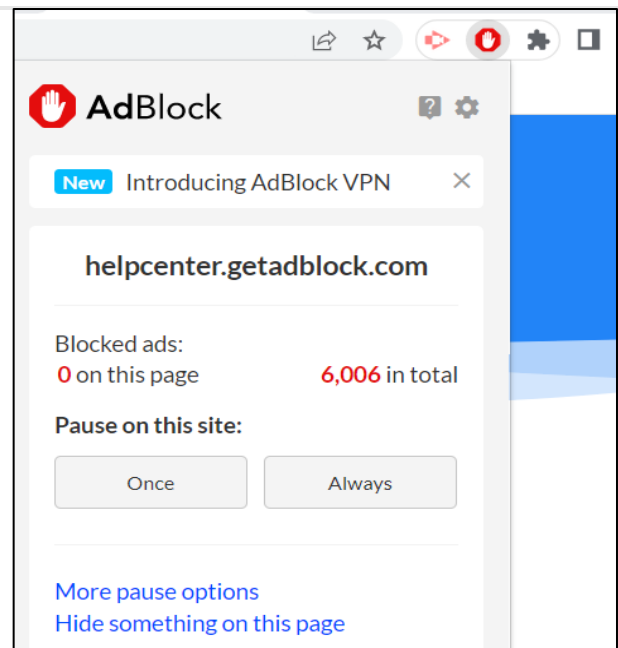 AdBlock
New Introducing AdBlock VPN
helpcenter.getadblock.com
Blocked ads:
0 on this page 6,006 in total
Pause on this site:
Once Always
More pause options
Hide something on this page